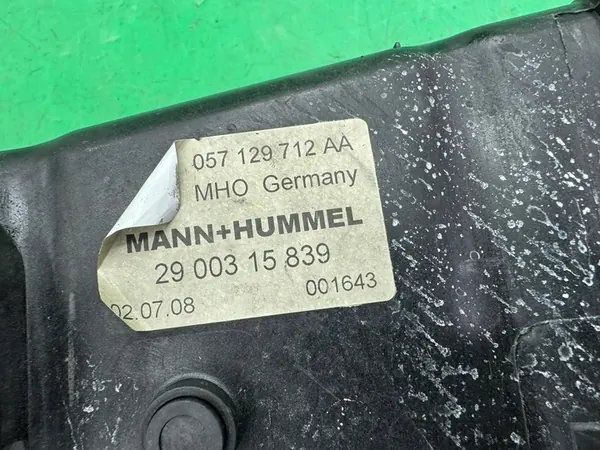 057 129 712 AA
MHO Germany
MANN+HUMMEL
29 003 15 839
02.07.08 001643